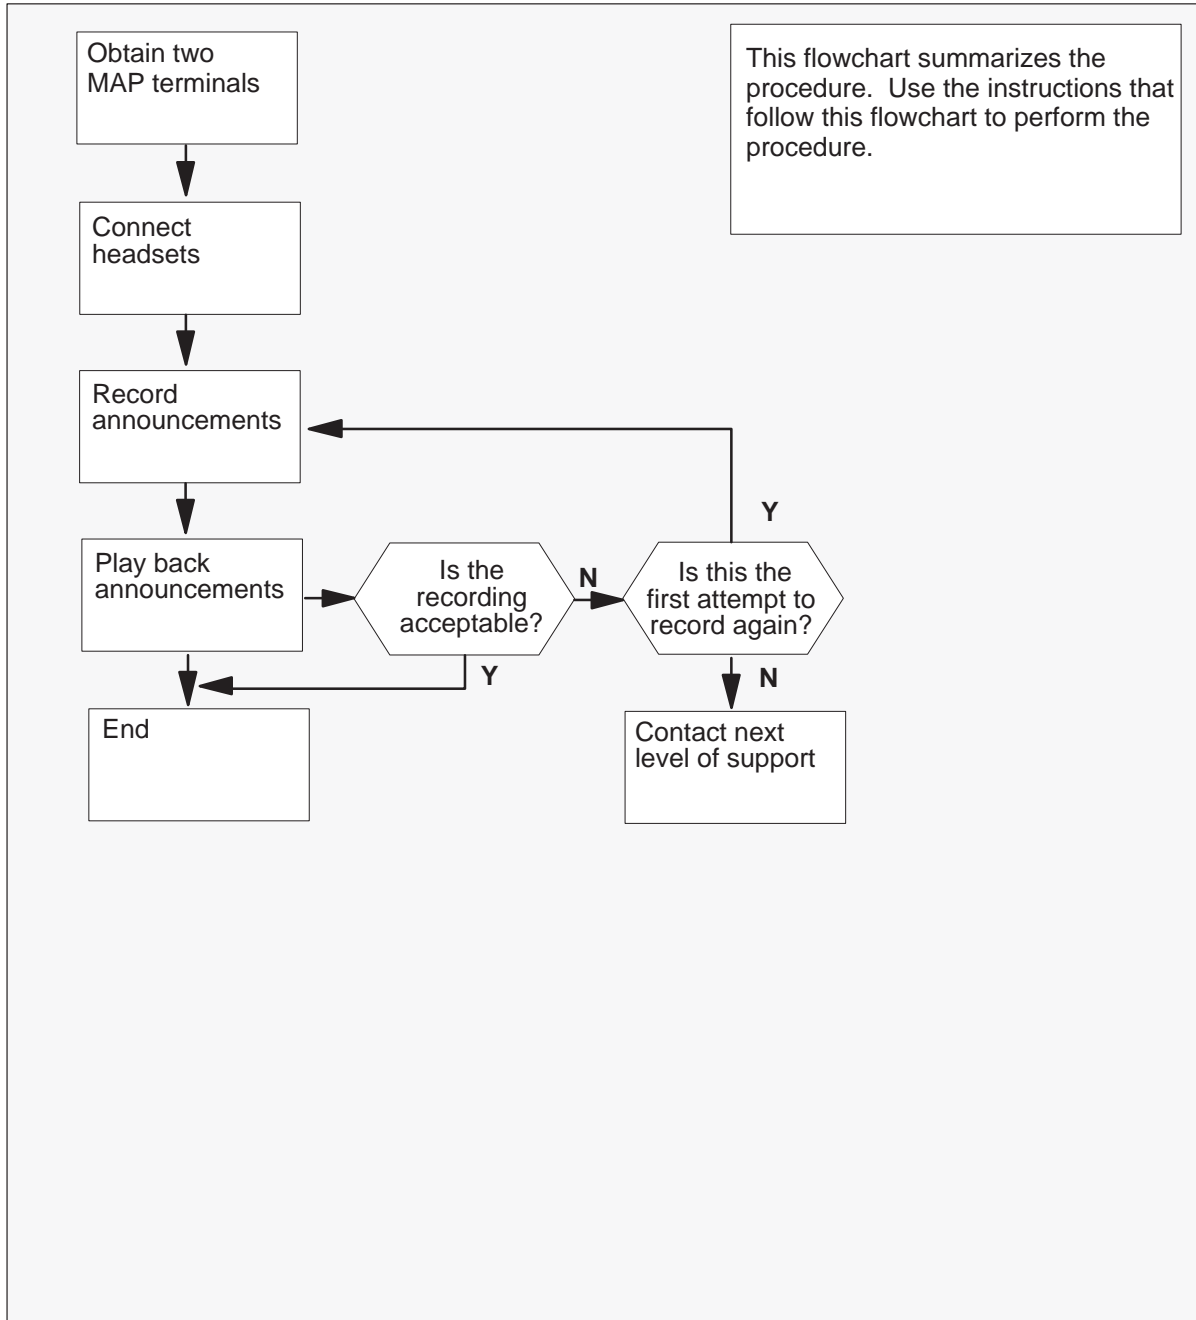 Obtain two
MAP terminals
This flowchart summarizes the
procedure.  Use the instructions that
follow this flowchart to perform the
procedure.
Connect
headsets
Record
announcements
Y
Play back
announcements
Is the
recording
acceptable?
N
Is this the
first attempt to
record again?
Y
N
End
Contact next
level of support